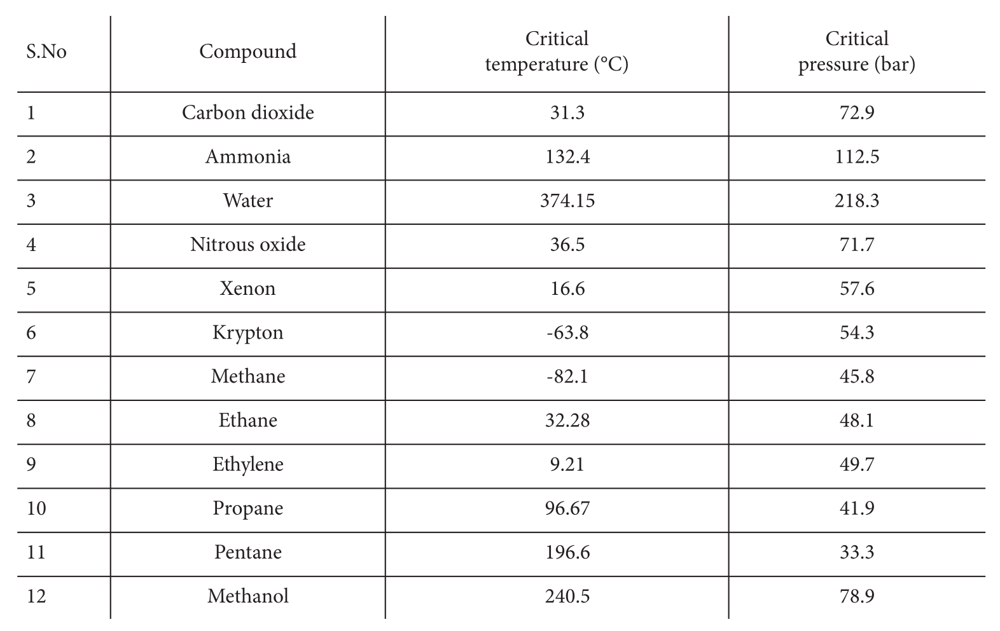 S.No Compound Critical temperature (°C) Critical pressure (bar)
1 Carbon dioxide 31.3 72.9
2 Ammonia 132.4 112.5
3 Water 374.15 218.3
4 Nitrous oxide 36.5 71.7
5 Xenon 16.6 57.6
6 Krypton -63.8 54.3
7 Methane -82.1 45.8
8 Ethane 32.28 48.1
9 Ethylene 9.21 49.7
10 Propane 96.67 41.9
11 Pentane 196.6 33.3
12 Methanol 240.5 78.9